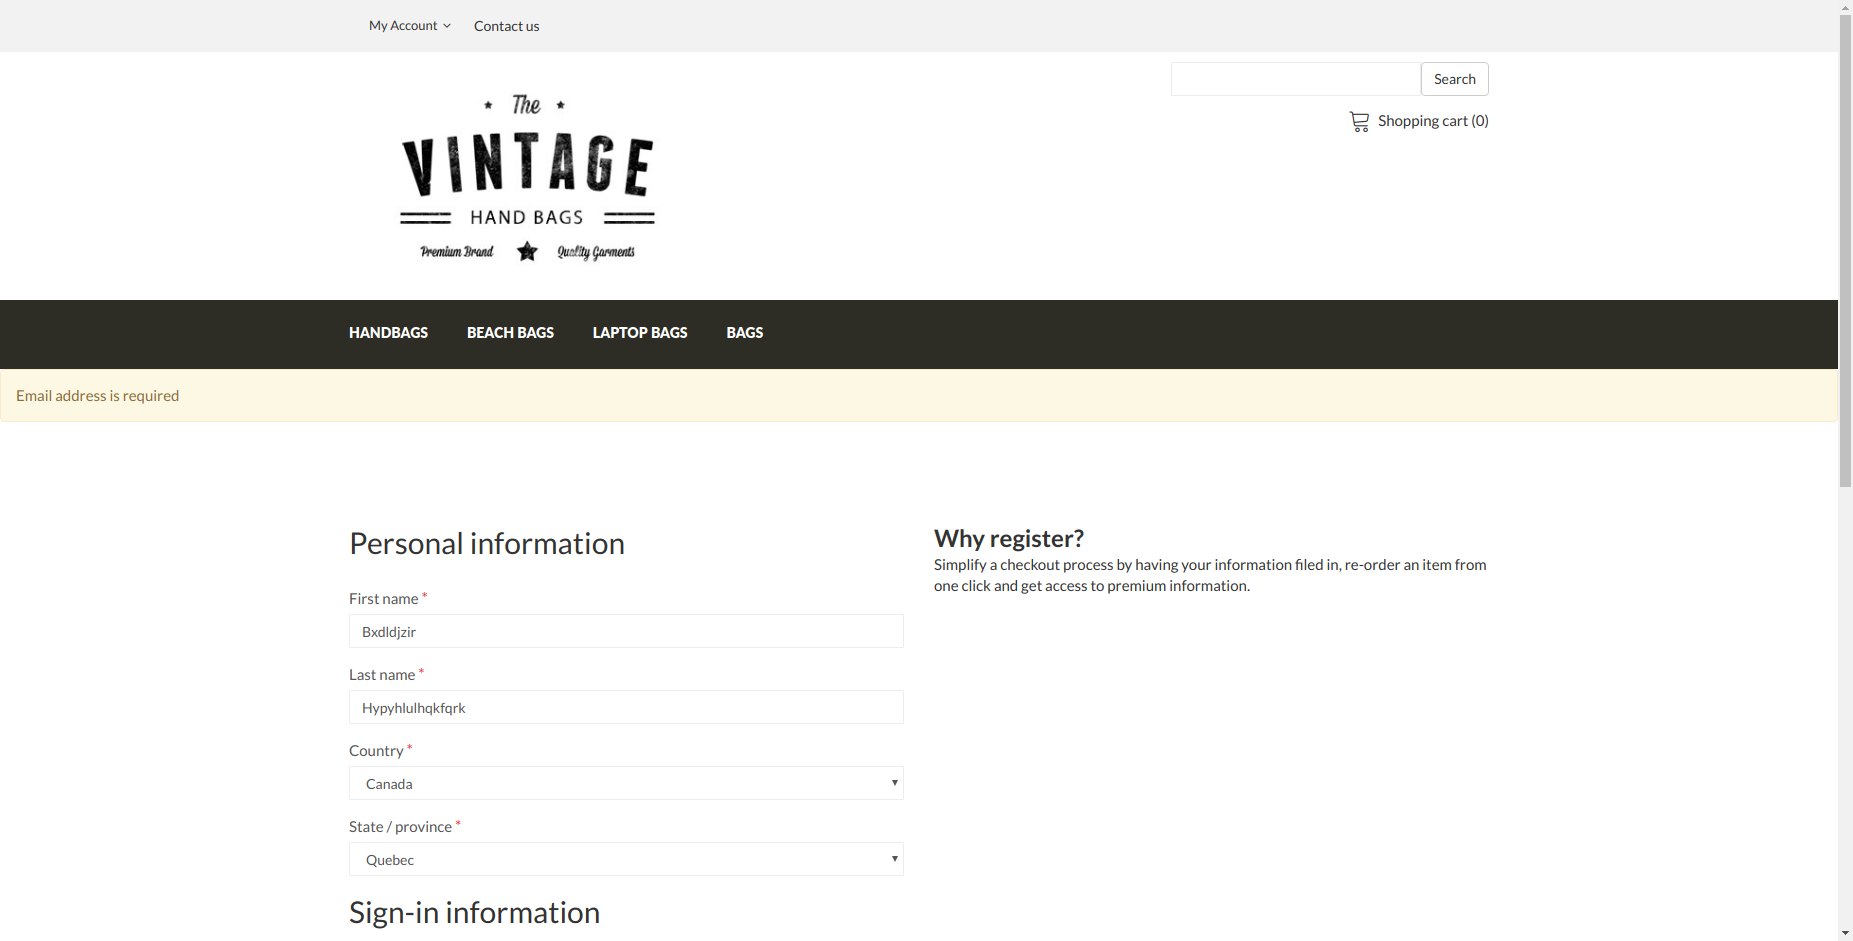 My Account
Contact us
Search
Shopping cart (0)
The
VINTAGE
HAND BAGS
Premium Brand Quality Garments
HANDBAGS BEACH BAGS LAPTOP BAGS BAGS
Email address is required
Personal information
First name *
Bxdldjzir
Last name *
Hypyhlulhqkfqrk
Country *
Canada
State / province *
Quebec
Sign-in information
Why register?
Simplify a checkout process by having your information filed in, re-order an item from
one click and get access to premium information.